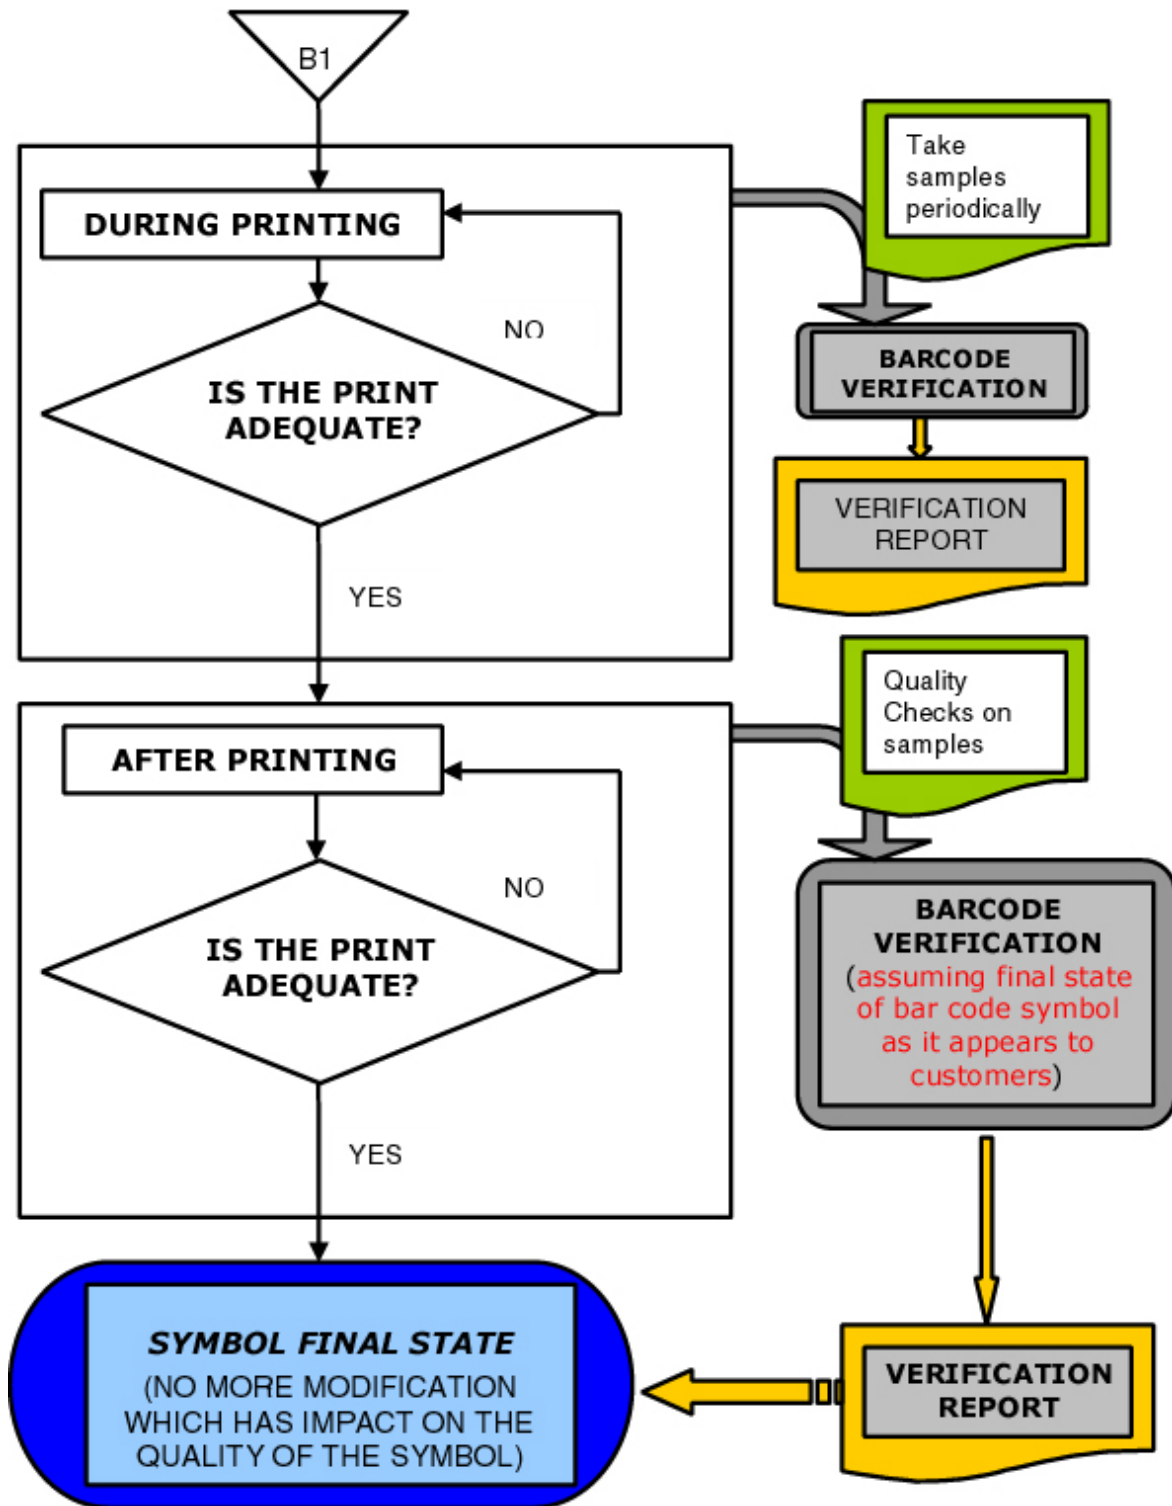 B1
Take
samples
periodically
DURING PRINTING
NO
BARCODE
VERIFICATION
IS THE PRINT
ADEQUATE?
VERIFICATION
REPORT
YES
Quality
Checks on
samples
AFTER PRINTING
NO
BARCODE
VERIFICATION
(assuming final state
of bar code symbol
as it appears to
customers)
IS THE PRINT
ADEQUATE?
YES
SYMBOL FINAL STATE
(NO MORE MODIFICATION
WHICH HAS IMPACT ON THE
QUALITY OF THE SYMBOL)
VERIFICATION
REPORT